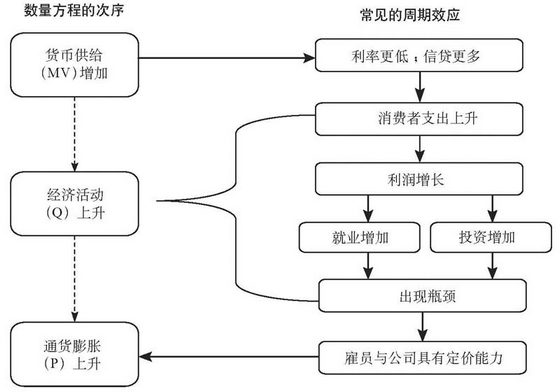 数量方程的次序
常见的周期效应
货币供给
（MV）增加
利率更低；信贷更多
消费者支出上升
经济活动
（Q）上升
利润增长
就业增加
投资增加
出现瓶颈
通货膨胀
（P）上升
雇员与公司具有定价能力